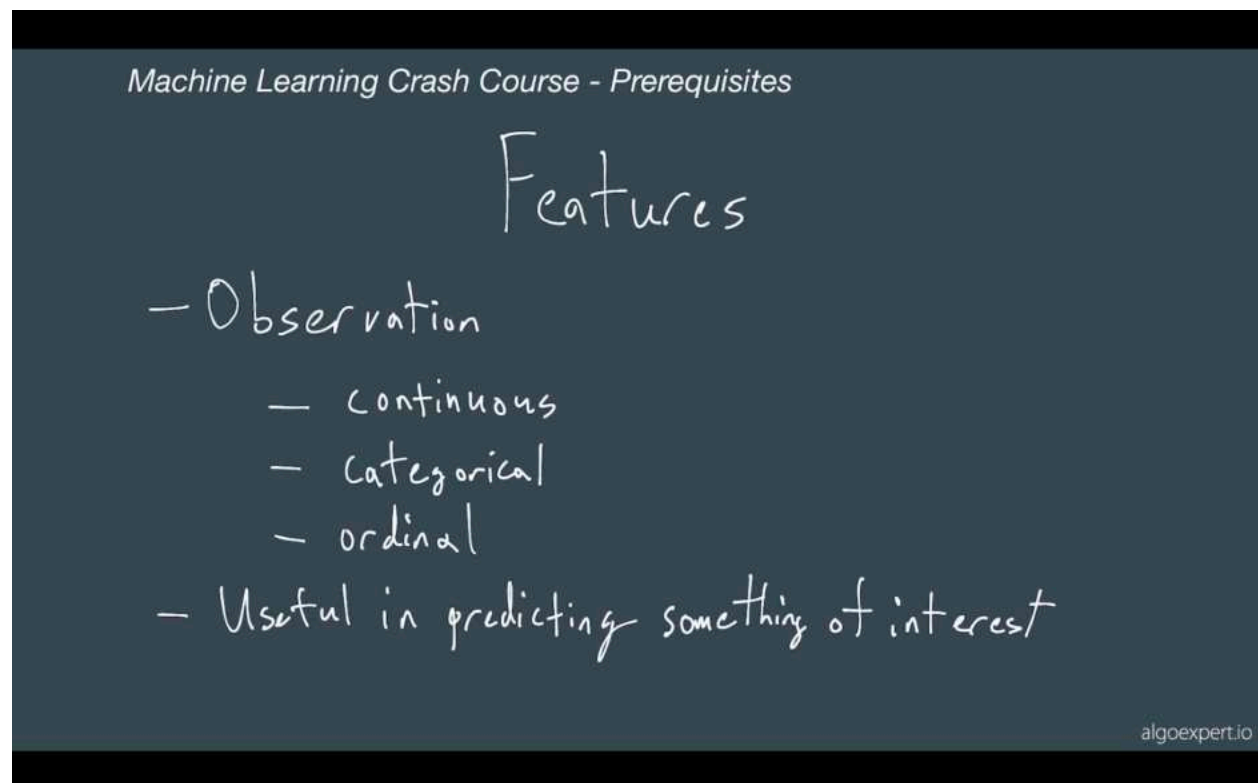 Machine Learning Crash Course - Prerequisites
Features
- Observation
- continuous
- categorical
- ordinal
- Useful in predicting something of interest
algoexpert.io